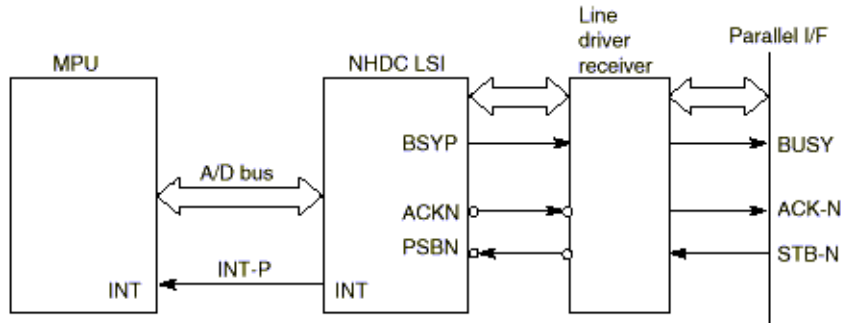 Line
driver
receiver
Parallel I/F
MPU
NHDC LSI
BSYP
BUSY
A/D bus
ACKN
ACK-N
PSBN
STB-N
INT-P
INT
INT